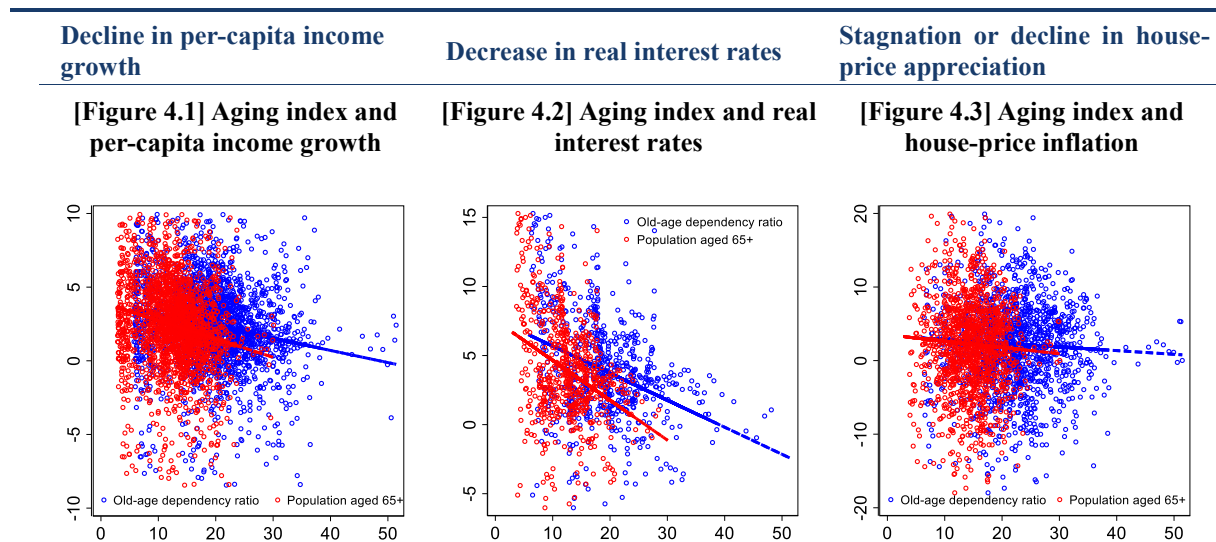 Decline in per-capita income
growth
Decrease in real interest rates
Stagnation or decline in house-
price appreciation
[Figure 4.1] Aging index and
per-capita income growth
[Figure 4.2] Aging index and real
interest rates
[Figure 4.3] Aging index and
house-price inflation
10
5
0
-5
-10
Old-age dependency ratio
Population aged 65+
0 10 20 30 40 50
15
10
5
0
-5
Old-age dependency ratio
Population aged 65+
0 10 20 30 40 50
20
10
0
-10
-20
Old-age dependency ratio
Population aged 65+
0 10 20 30 40 50